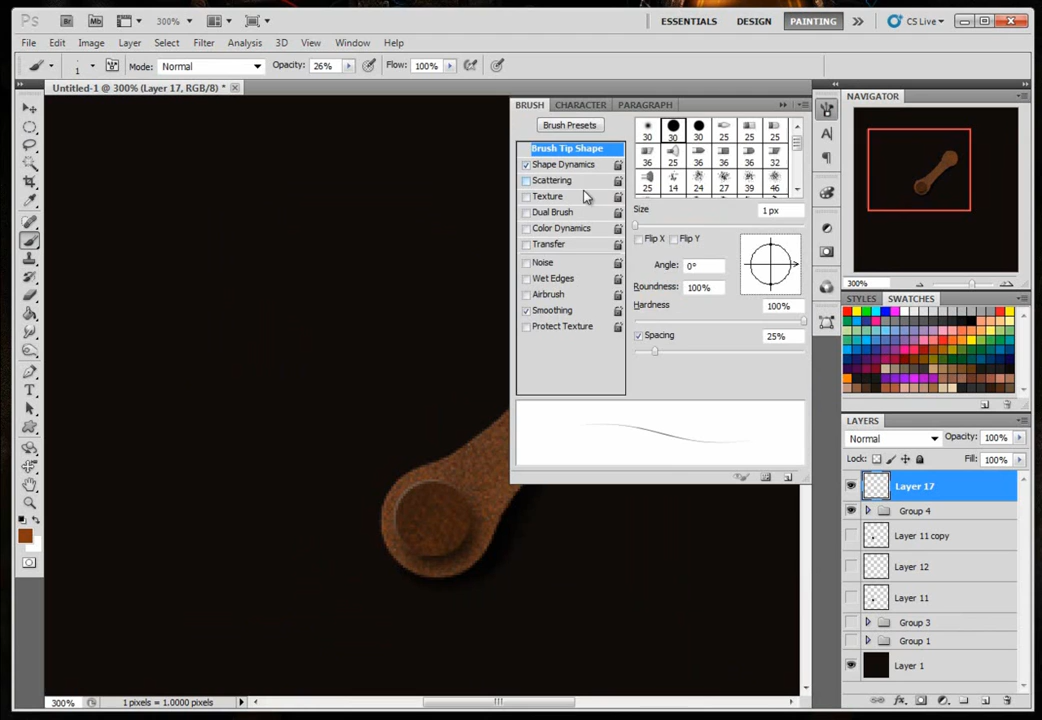 Ps Br Mb 300% ESSENTIALS DESIGN PAINTING CS Live
File Edit Image Layer Select Filter Analysis 3D View Window Help
1 Mode: Normal Opacity: 26% Flow: 100%
Untitled-1 @ 300% (Layer 17, RGB/8) *
BRUSH CHARACTER PARAGRAPH
Brush Presets
Brush Tip Shape
Shape Dynamics
Scattering
Texture
Dual Brush
Color Dynamics
Transfer
Noise
Wet Edges
Airbrush
Smoothing
Protect Texture
30 30 30 25 25 25
36 25 36 36 36 32
25 14 24 27 39 46
Size 1 px
Flip X Flip Y
Angle: 0°
Roundness: 100%
Hardness 100%
Spacing 25%
NAVIGATOR
300%
STYLES SWATCHES
LAYERS
Normal Opacity: 100%
Lock: Fill: 100%
Layer 17
Group 4
Layer 11 copy
Layer 12
Layer 11
Group 3
Group 1
Layer 1
300% 1 pixels = 1.0000 pixels